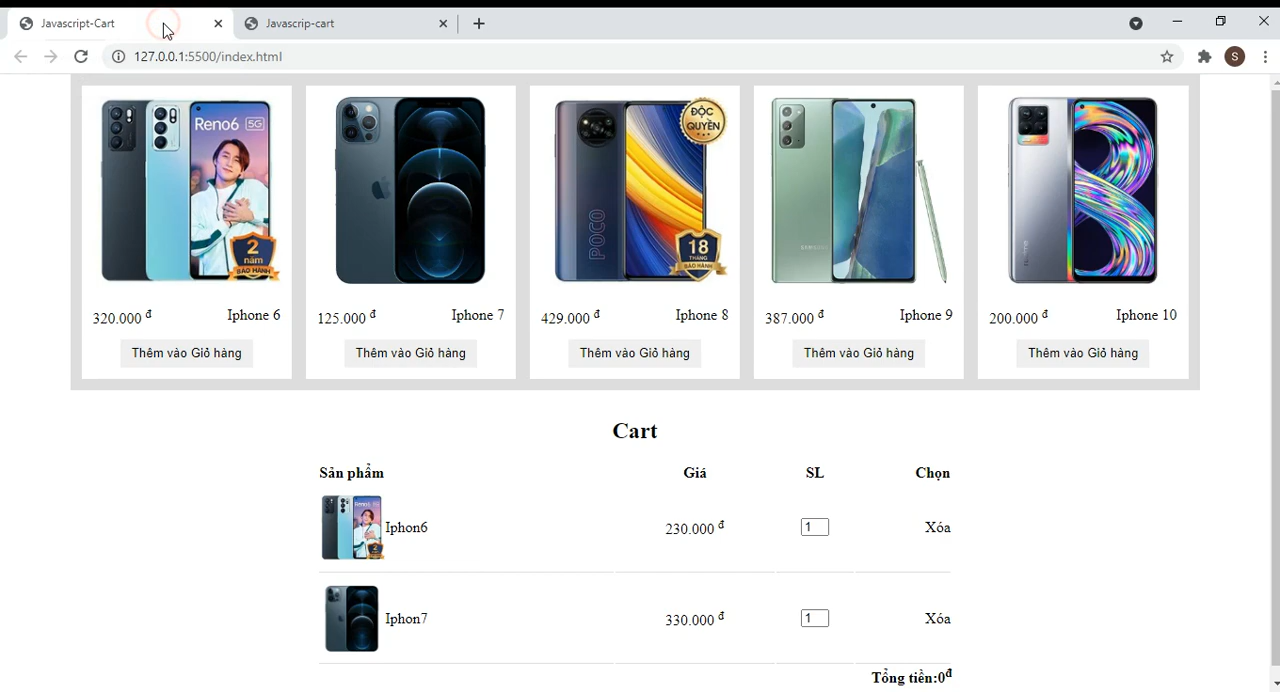 Javascript-Cart
Javascrip-cart
127.0.0.1:5500/index.html
S
Reno6 5G
2
năm
BẢO HÀNH
320.000 đ
Iphone 6
Thêm vào Giỏ hàng
125.000 đ
Iphone 7
Thêm vào Giỏ hàng
POCO
ĐỘC
QUYỀN
18
THÁNG
BẢO HÀNH
429.000 đ
Iphone 8
Thêm vào Giỏ hàng
SAMSUNG
387.000 đ
Iphone 9
Thêm vào Giỏ hàng
200.000 đ
Iphone 10
Thêm vào Giỏ hàng
Cart
Sản phẩm Giá SL Chọn
Iphon6 230.000 đ 1 Xóa
Iphon7 330.000 đ 1 Xóa
Tổng tiền:0đ